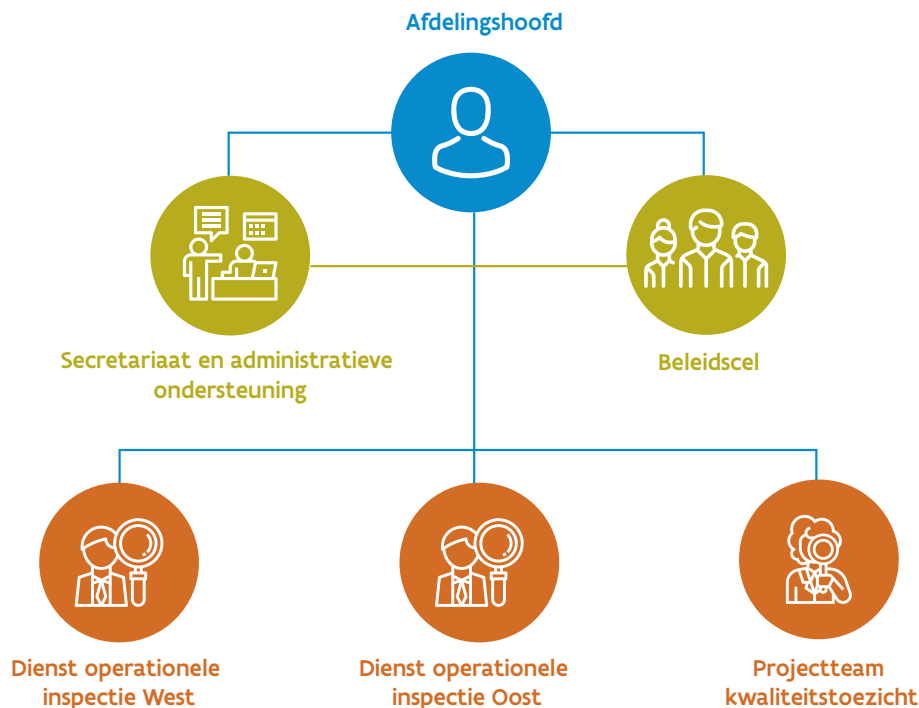 Afdelingshoofd
Secretariaat en administratieve
ondersteuning
Beleidscel
Dienst operationele
inspectie West
Dienst operationele
inspectie Oost
Projectteam
kwaliteitstoezicht